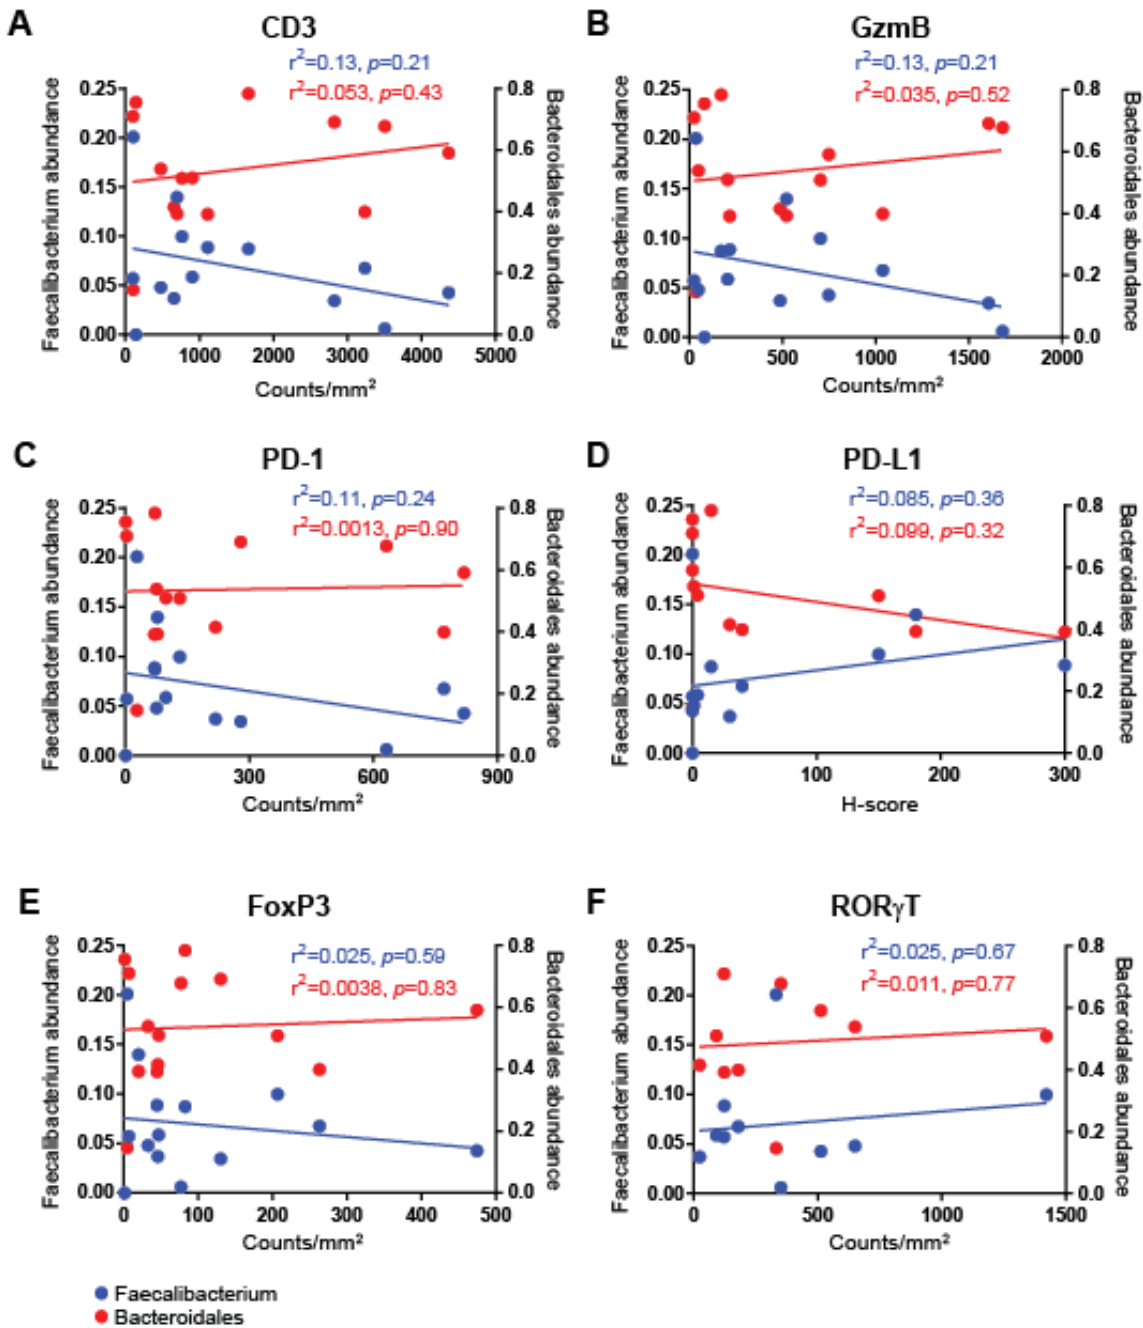 A
CD3
r²=0.13, p=0.21
r²=0.053, p=0.43
Faecalibacterium abundance
0.25
0.20
0.15
0.10
0.05
0.00
0.8
0.6
0.4
0.2
0.0
Bacteroidales abundance
0 1000 2000 3000 4000 5000
Counts/mm²
B
GzmB
r²=0.13, p=0.21
r²=0.035, p=0.52
Faecalibacterium abundance
0.25
0.20
0.15
0.10
0.05
0.00
0.8
0.6
0.4
0.2
0.0
Bacteroidales abundance
0 500 1000 1500 2000
Counts/mm²
C
PD-1
r²=0.11, p=0.24
r²=0.0013, p=0.90
Faecalibacterium abundance
0.25
0.20
0.15
0.10
0.05
0.00
0.8
0.6
0.4
0.2
0.0
Bacteroidales abundance
0 300 600 900
Counts/mm²
D
PD-L1
r²=0.085, p=0.36
r²=0.099, p=0.32
Faecalibacterium abundance
0.25
0.20
0.15
0.10
0.05
0.00
0.8
0.6
0.4
0.2
0.0
Bacteroidales abundance
0 100 200 300
H-score
E
FoxP3
r²=0.025, p=0.59
r²=0.0038, p=0.83
Faecalibacterium abundance
0.25
0.20
0.15
0.10
0.05
0.00
0.8
0.6
0.4
0.2
0.0
Bacteroidales abundance
0 100 200 300 400 500
Counts/mm²
F
RORγT
r²=0.025, p=0.67
r²=0.011, p=0.77
Faecalibacterium abundance
0.25
0.20
0.15
0.10
0.05
0.00
0.8
0.6
0.4
0.2
0.0
Bacteroidales abundance
0 500 1000 1500
Counts/mm²
Faecalibacterium
Bacteroidales